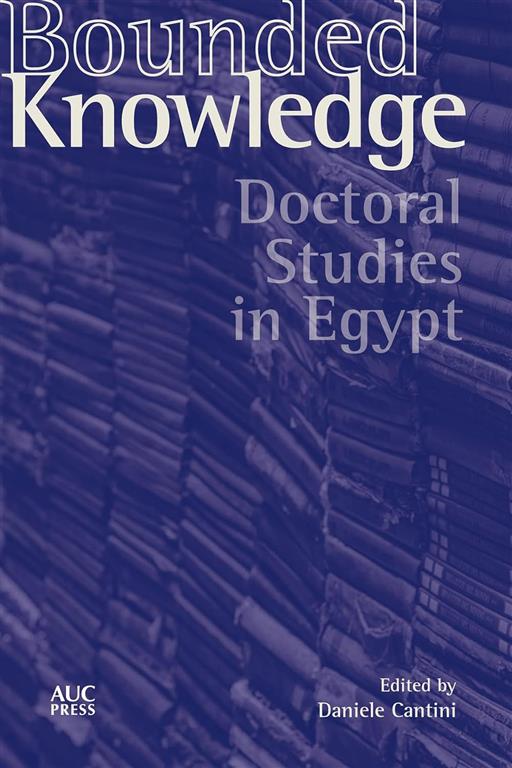 Bounded
Knowledge
Doctoral
Studies
in Egypt
Edited by
Daniele Cantini
AUC
PRESS